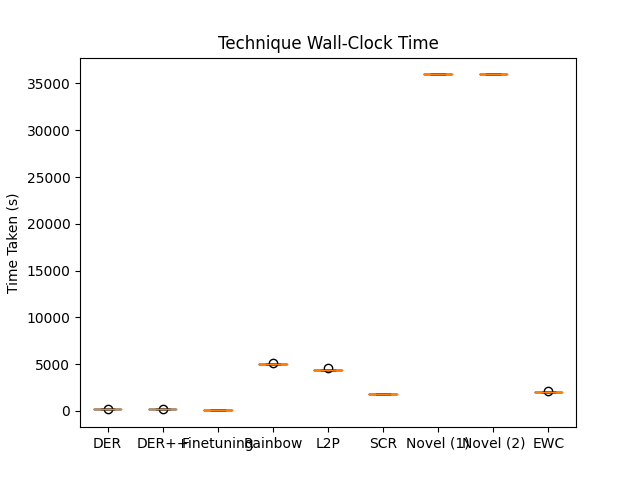 Technique Wall-Clock Time
Time Taken (s)
35000
30000
25000
20000
15000
10000
5000
0
DER DER++ Finetuning Rainbow L2P SCR Novel (1) Novel (2) EWC